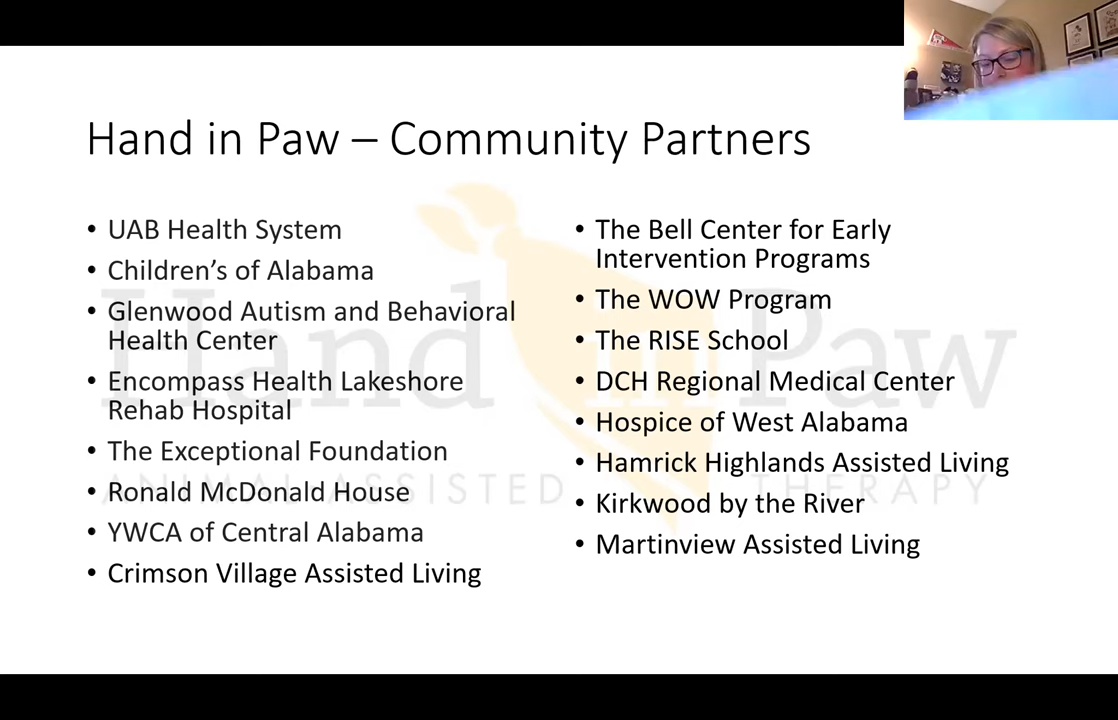 Hand in Paw – Community Partners
• UAB Health System
• Children’s of Alabama
• Glenwood Autism and Behavioral
Health Center
• Encompass Health Lakeshore
Rehab Hospital
• The Exceptional Foundation
• Ronald McDonald House
• YWCA of Central Alabama
• Crimson Village Assisted Living
• The Bell Center for Early
Intervention Programs
• The WOW Program
• The RISE School
• DCH Regional Medical Center
• Hospice of West Alabama
• Hamrick Highlands Assisted Living
• Kirkwood by the River
• Martinview Assisted Living
Hand in Paw
ANIMAL ASSISTED THERAPY